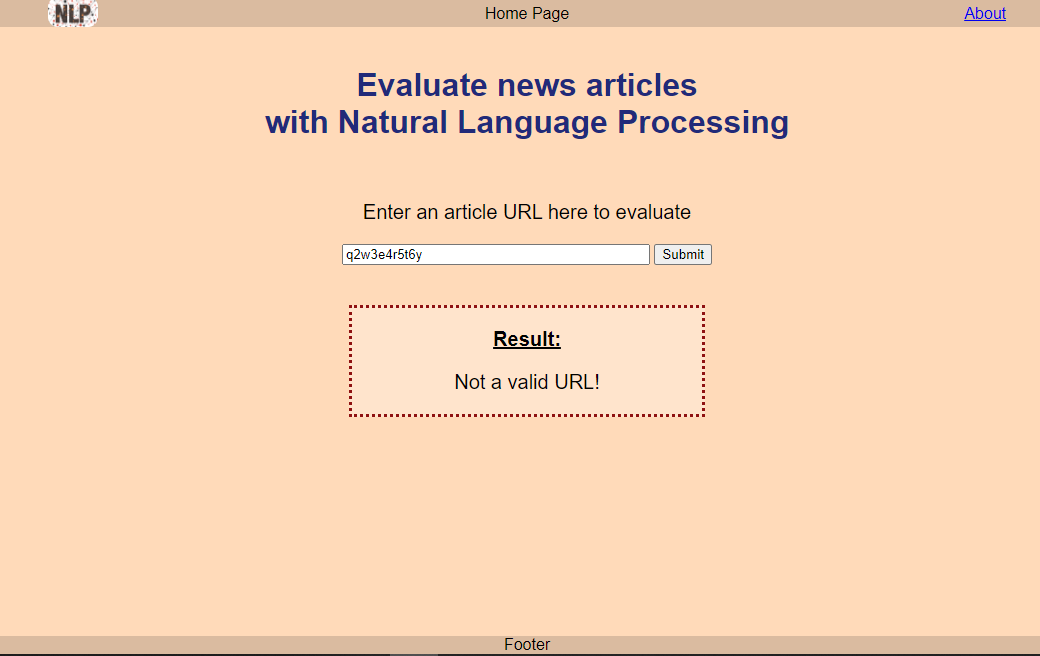 NLP
Home Page
About
Evaluate news articles
with Natural Language Processing
Enter an article URL here to evaluate
q2w3e4r5t6y
Submit
Result:
Not a valid URL!
Footer